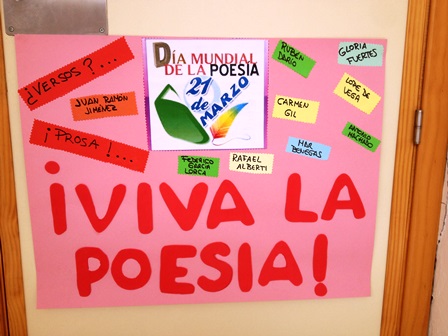 ¿VERSOS?...
JUAN RAMÓN
JIMÉNEZ
¡PROSA!...
DÍA MUNDIAL
DE LA POESÍA
21
de
MARZO
RUBÉN
DARÍO
GLORIA
FUERTES
LOPE DE
VEGA
CARMEN
GIL
ANTONIO
MACHADO
MAR
BENEGAS
FEDERICO
GARCÍA
LORCA
RAFAEL
ALBERTI
¡VIVA LA
POESIA!